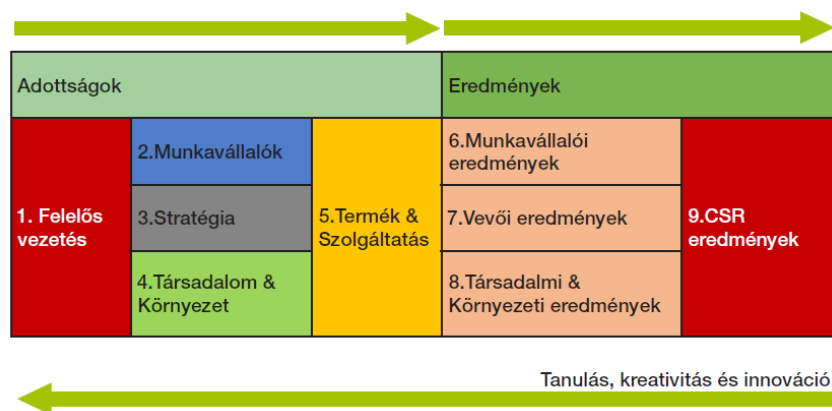 Adottságok
Eredmények
1. Felelős
vezetés
2.Munkavállalók
3.Stratégia
4.Társadalom &
Környezet
5.Termék &
Szolgáltatás
6.Munkavállalói
eredmények
7.Vevői eredmények
8.Társadalmi &
Környezeti eredmények
9.CSR
eredmények
Tanulás, kreativitás és innováció